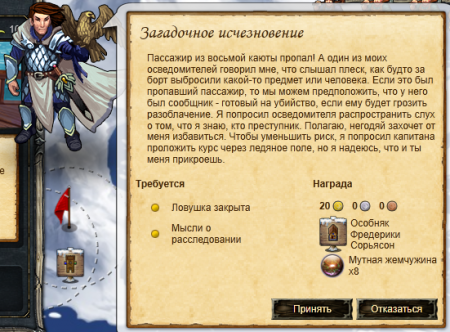 Загадочное исчезновение
Пассажир из восьмой каюты пропал! А один из моих
осведомителей говорил мне, что слышал плеск, как будто за
борт выбросили какой-то предмет или человека. Если это был
пропавший пассажир, то мы можем предположить, что у него
был сообщник - готовый на убийство, если ему будет грозить
разоблачение. Я попросил осведомителя распространить слух
о том, что я знаю, кто преступник. Полагаю, негодяй захочет от
меня избавиться. Чтобы уменьшить риск, я попросил капитана
проложить курс через ледяное поле, но я надеюсь, что и ты
меня прикроешь.
Требуется
Ловушка закрыта
Мысли о
расследовании
Награда
20 0 0
Особняк
Фредерики
Сорьясон
Мутная жемчужина
x8
Принять
Отказаться
е